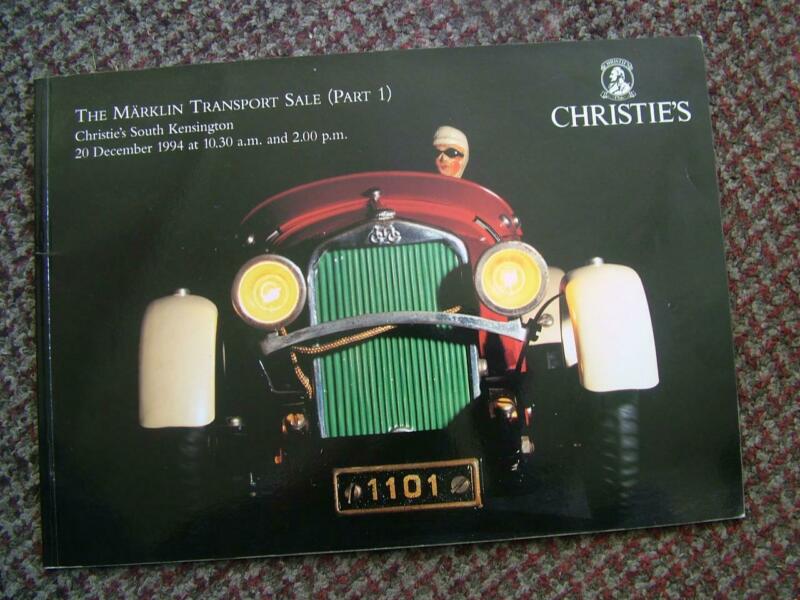 THE MÄRKLIN TRANSPORT SALE (PART 1)
Christie's South Kensington
20 December 1994 at 10.30 a.m. and 2.00 p.m.
CHRISTIE'S
1101